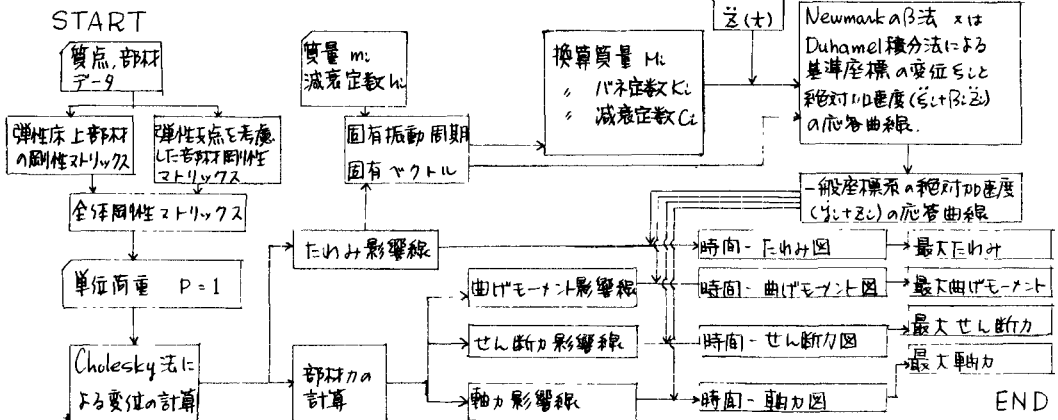 START
質点、部材
データ
弾性床上部材
の剛性マトリックス
弾性支点を考慮
した部材剛性
マトリックス
全体剛性マトリックス
単位荷重 P=1
Cholesky法に
よる変位の計算
質量 mi
減衰定数 hi
固有振動周期
固有ベクトル
たわみ影響線
部材力の
計算
曲げモーメント影響線
せん断力影響線
軸力影響線
換算質量 Mi
〃 バネ定数 Ki
〃 減衰定数 Ci
z̈(t)
Newmarkのβ法 又は
Duhamel積分法による
基準座標の変位ξiと
絶対加速度(ξ̈i+βiz̈)
の応答曲線.
一般座標系の絶対加速度
(ÿi+z̈i)の応答曲線
時間-たわみ図
時間-曲げモーメント図
時間-せん断力図
時間-軸力図
最大たわみ
最大曲げモーメント
最大せん断力
最大軸力
END